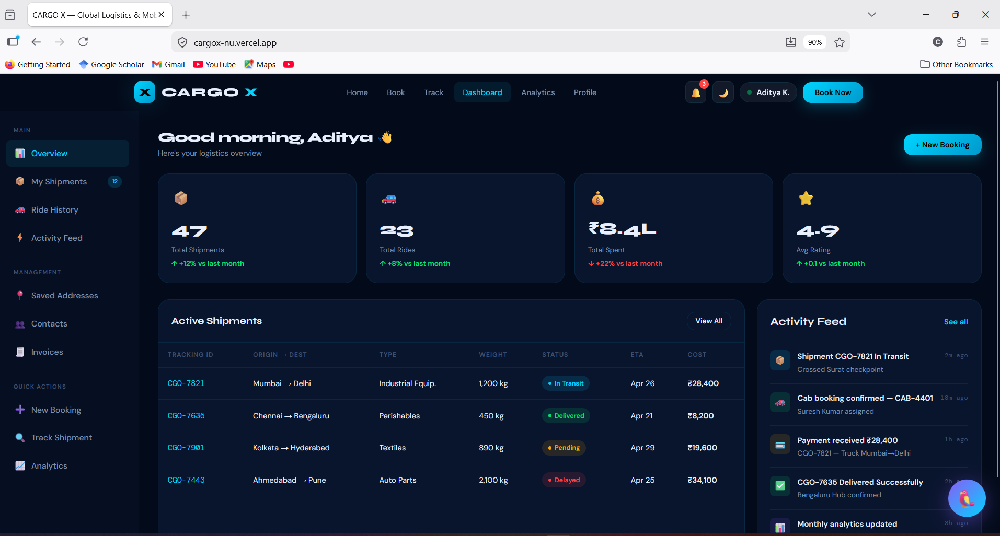 CARGO X — Global Logistics & Mob
cargox-nu.vercel.app
90%
C
Getting Started
Google Scholar
Gmail
YouTube
Maps
Other Bookmarks
X CARGO X
Home
Book
Track
Dashboard
Analytics
Profile
3
Aditya K.
Book Now
MAIN
Overview
My Shipments 12
Ride History
Activity Feed
MANAGEMENT
Saved Addresses
Contacts
Invoices
QUICK ACTIONS
New Booking
Track Shipment
Analytics
Good morning, Aditya 👋
Here's your logistics overview
+ New Booking
47
Total Shipments
↑ +12% vs last month
23
Total Rides
↑ +8% vs last month
₹8.4L
Total Spent
↓ +22% vs last month
4.9
Avg Rating
↑ +0.1 vs last month
Active Shipments
View All
TRACKING ID ORIGIN → DEST TYPE WEIGHT STATUS ETA COST
CGO-7821 Mumbai → Delhi Industrial Equip. 1,200 kg In Transit Apr 26 ₹28,400
CGO-7635 Chennai → Bengaluru Perishables 450 kg Delivered Apr 21 ₹8,200
CGO-7901 Kolkata → Hyderabad Textiles 890 kg Pending Apr 29 ₹19,600
CGO-7443 Ahmedabad → Pune Auto Parts 2,100 kg Delayed Apr 25 ₹34,100
Activity Feed
See all
Shipment CGO-7821 In Transit 2m ago
Crossed Surat checkpoint
Cab booking confirmed — CAB-4401 18m ago
Suresh Kumar assigned
Payment received ₹28,400 1h ago
CGO-7821 — Truck Mumbai→Delhi
CGO-7635 Delivered Successfully 2h
Bengaluru Hub confirmed
Monthly analytics updated 3h ago